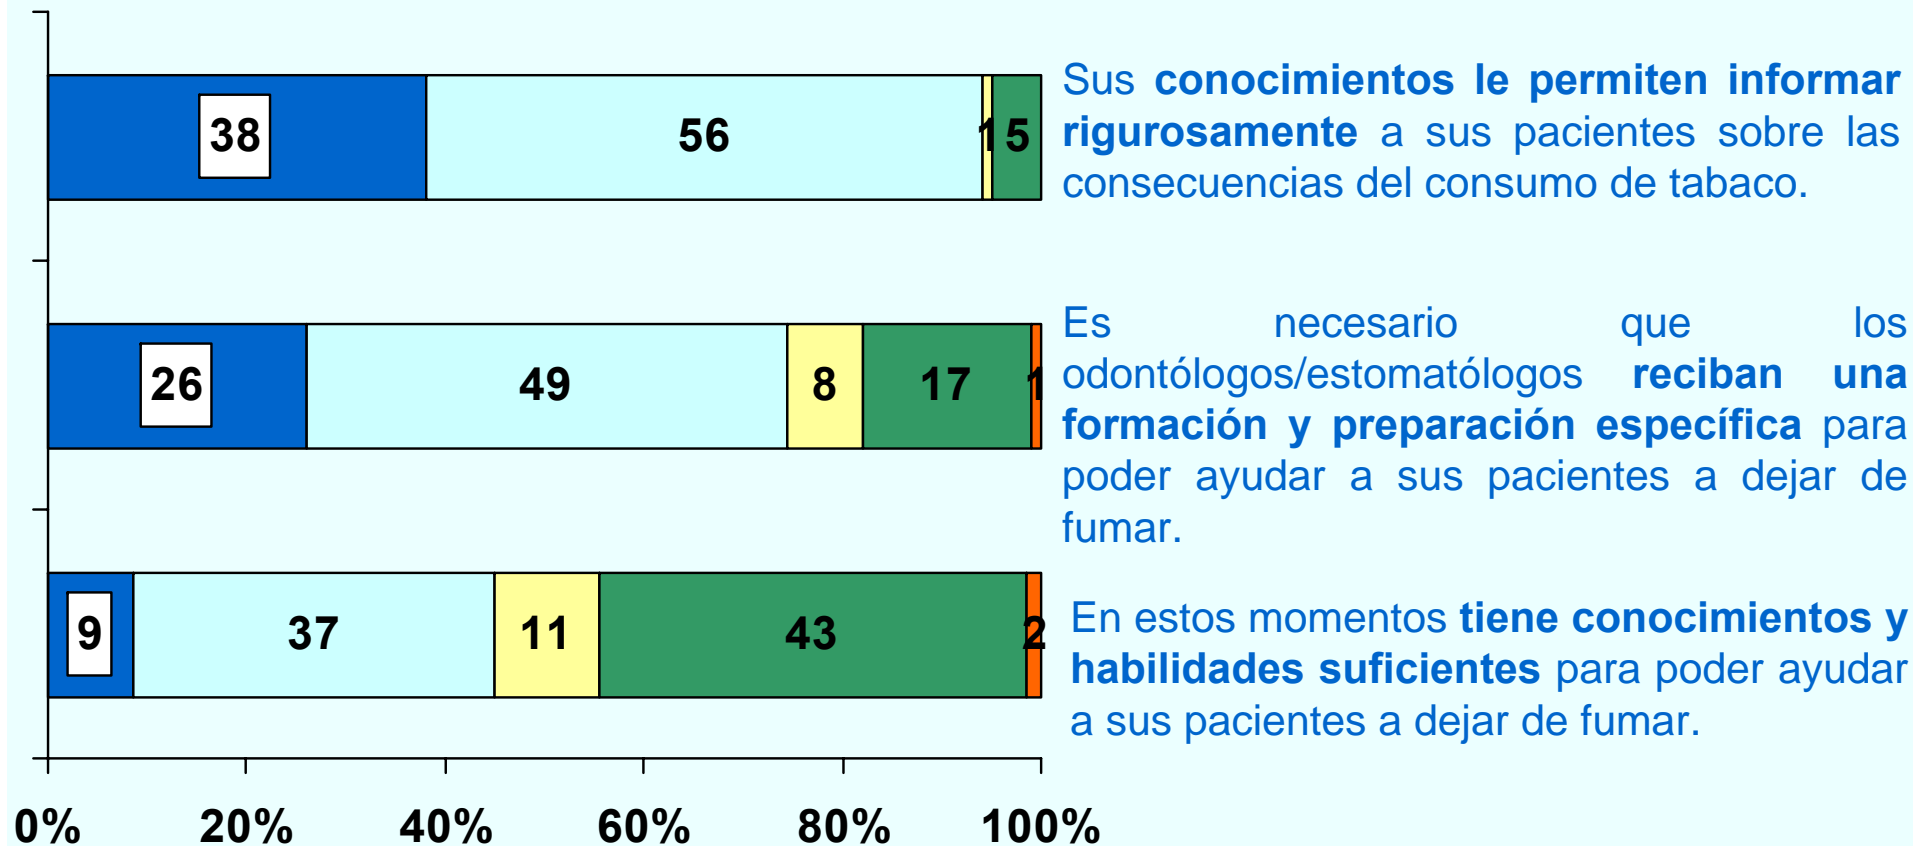 38 56 1 5
Sus conocimientos le permiten informar
rigurosamente a sus pacientes sobre las
consecuencias del consumo de tabaco.
26 49 8 17 1
Es necesario que los
odontólogos/estomatólogos reciban una
formación y preparación específica para
poder ayudar a sus pacientes a dejar de
fumar.
9 37 11 43 2
En estos momentos tiene conocimientos y
habilidades suficientes para poder ayudar
a sus pacientes a dejar de fumar.
0% 20% 40% 60% 80% 100%